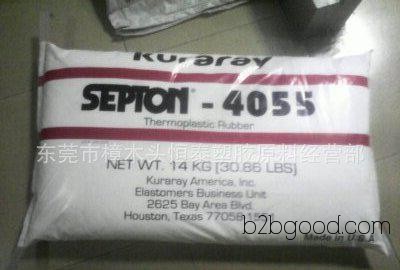 kuraray
SEPTON® - 4055
Thermoplastic Rubber
东莞市樟木头恒泰塑胶原料经营部
NET WT. 14 KG [30.86 LBS]
Kuraray America, Inc.
Elastomers Business Unit
2625 Bay Area Blvd.
Houston, Texas 77058-1551
b2bgood.com
Made in U.S.A